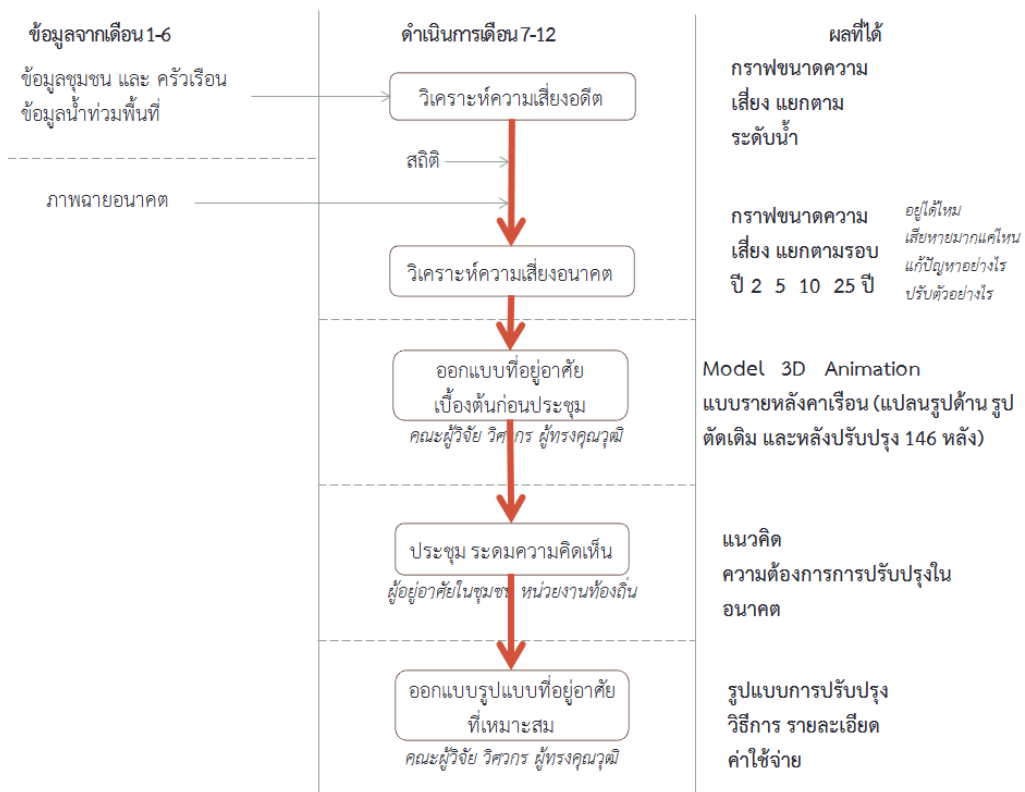 ข้อมูลจากเดือน 1-6
ดำเนินการเดือน 7-12
ผลที่ได้
ข้อมูลชุมชน และ ครัวเรือน
ข้อมูลน้ำท่วมพื้นที่
วิเคราะห์ความเสี่ยงอดีต
กราฟขนาดความ
เสี่ยง แยกตาม
ระดับน้ำ
สถิติ
ภาพฉายอนาคต
วิเคราะห์ความเสี่ยงอนาคต
กราฟขนาดความ
เสี่ยง แยกตามรอบ
ปี 2 5 10 25 ปี
อยู่ได้ไหม
เสียหายมากแค่ไหน
แก้ปัญหาอย่างไร
ปรับตัวอย่างไร
ออกแบบที่อยู่อาศัย
เบื้องต้นก่อนประชุม
คณะผู้วิจัย วิศวกร ผู้ทรงคุณวุฒิ
Model 3D Animation
แบบรายหลังคาเรือน (แปลนรูปด้าน รูป
ตัดเดิม และหลังปรับปรุง 146 หลัง)
ประชุม ระดมความคิดเห็น
ผู้อยู่อาศัยในชุมชน หน่วยงานท้องถิ่น
แนวคิด
ความต้องการการปรับปรุงใน
อนาคต
ออกแบบรูปแบบที่อยู่อาศัย
ที่เหมาะสม
คณะผู้วิจัย วิศวกร ผู้ทรงคุณวุฒิ
รูปแบบการปรับปรุง
วิธีการ รายละเอียด
ค่าใช้จ่าย